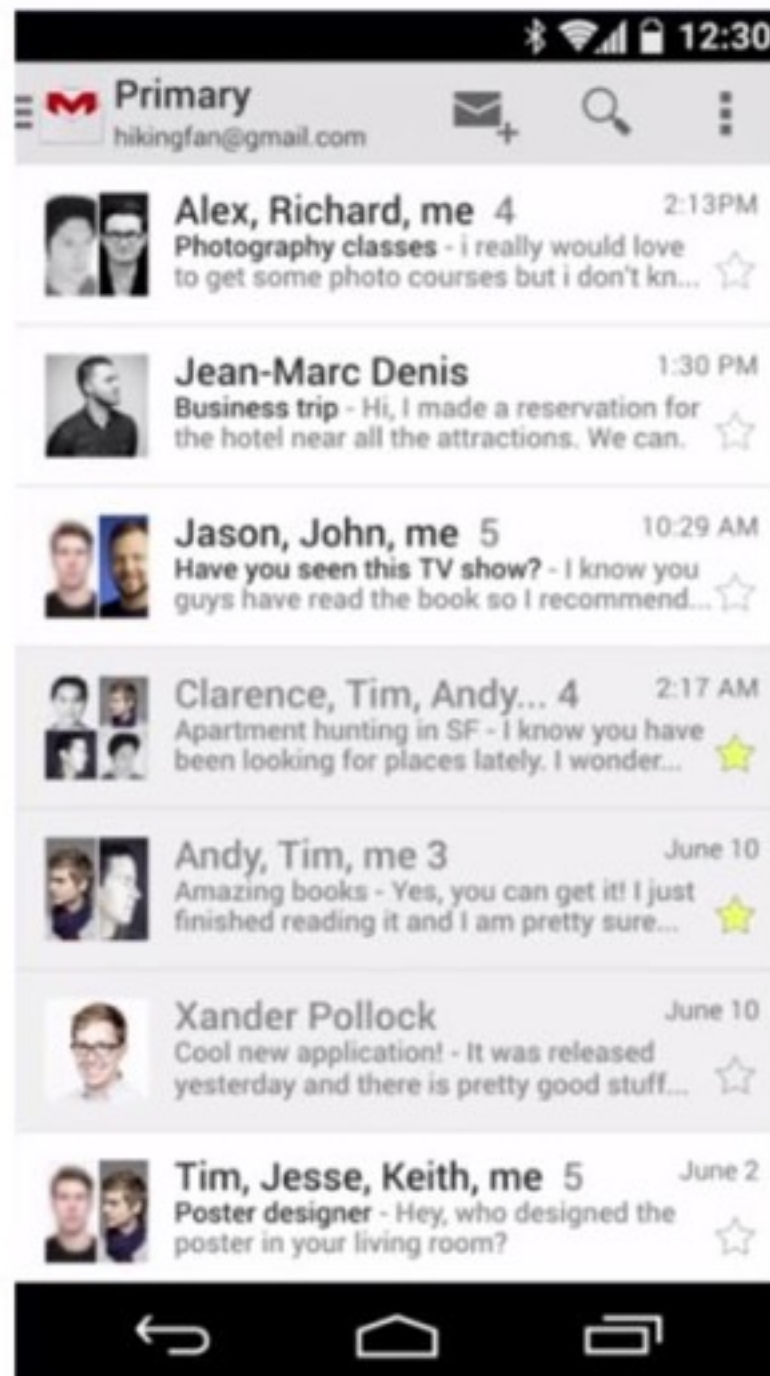 12:30
Primary
hikingfan@gmail.com
Alex, Richard, me 4 2:13PM
Photography classes - i really would love
to get some photo courses but i don't kn...
Jean-Marc Denis 1:30 PM
Business trip - Hi, I made a reservation for
the hotel near all the attractions. We can.
Jason, John, me 5 10:29 AM
Have you seen this TV show? - I know you
guys have read the book so I recommend...
Clarence, Tim, Andy... 4 2:17 AM
Apartment hunting in SF - I know you have
been looking for places lately. I wonder...
Andy, Tim, me 3 June 10
Amazing books - Yes, you can get it! I just
finished reading it and I am pretty sure...
Xander Pollock June 10
Cool new application! - It was released
yesterday and there is pretty good stuff...
Tim, Jesse, Keith, me 5 June 2
Poster designer - Hey, who designed the
poster in your living room?